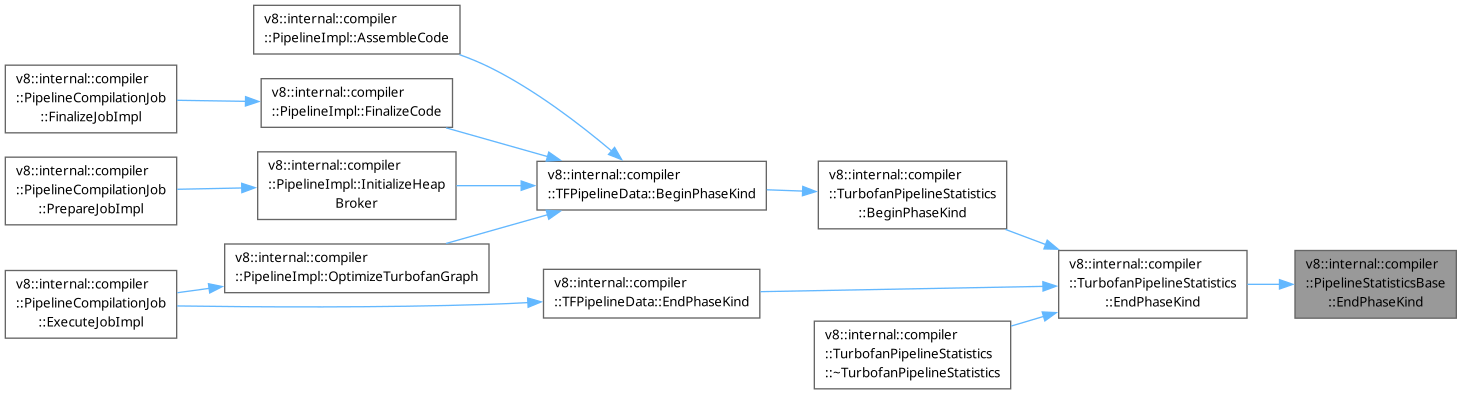 v8::internal::compiler
::PipelineImpl::AssembleCode
v8::internal::compiler
::PipelineCompilationJob
::FinalizeJobImpl
v8::internal::compiler
::PipelineImpl::FinalizeCode
v8::internal::compiler
::PipelineCompilationJob
::PrepareJobImpl
v8::internal::compiler
::PipelineImpl::InitializeHeap
Broker
v8::internal::compiler
::TFPipelineData::BeginPhaseKind
v8::internal::compiler
::TurbofanPipelineStatistics
::BeginPhaseKind
v8::internal::compiler
::PipelineImpl::OptimizeTurbofanGraph
v8::internal::compiler
::PipelineCompilationJob
::ExecuteJobImpl
v8::internal::compiler
::TFPipelineData::EndPhaseKind
v8::internal::compiler
::TurbofanPipelineStatistics
::EndPhaseKind
v8::internal::compiler
::PipelineStatisticsBase
::EndPhaseKind
v8::internal::compiler
::TurbofanPipelineStatistics
::~TurbofanPipelineStatistics